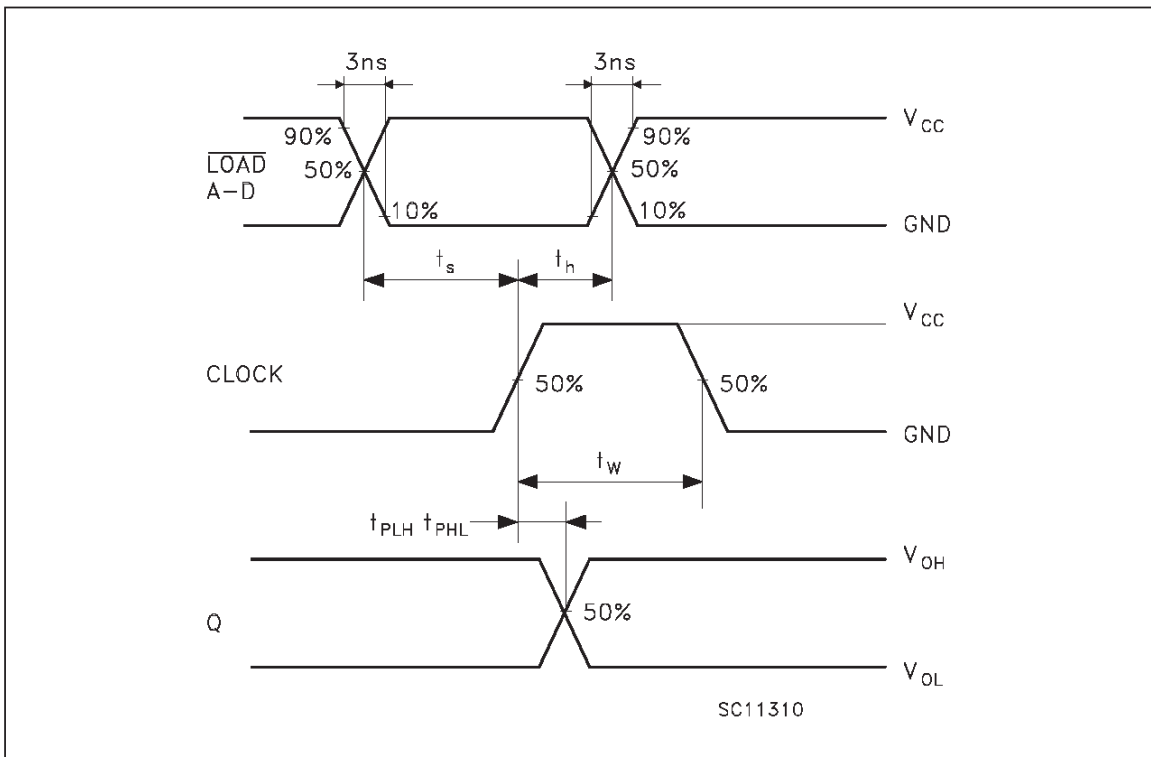 3ns 3ns
V_CC
90% 90%
LOAD 50% 50%
A-D
10% 10%
GND
t_s t_h
V_CC
CLOCK 50% 50%
GND
t_W
t_PLH t_PHL
V_OH
Q 50%
V_OL
SC11310